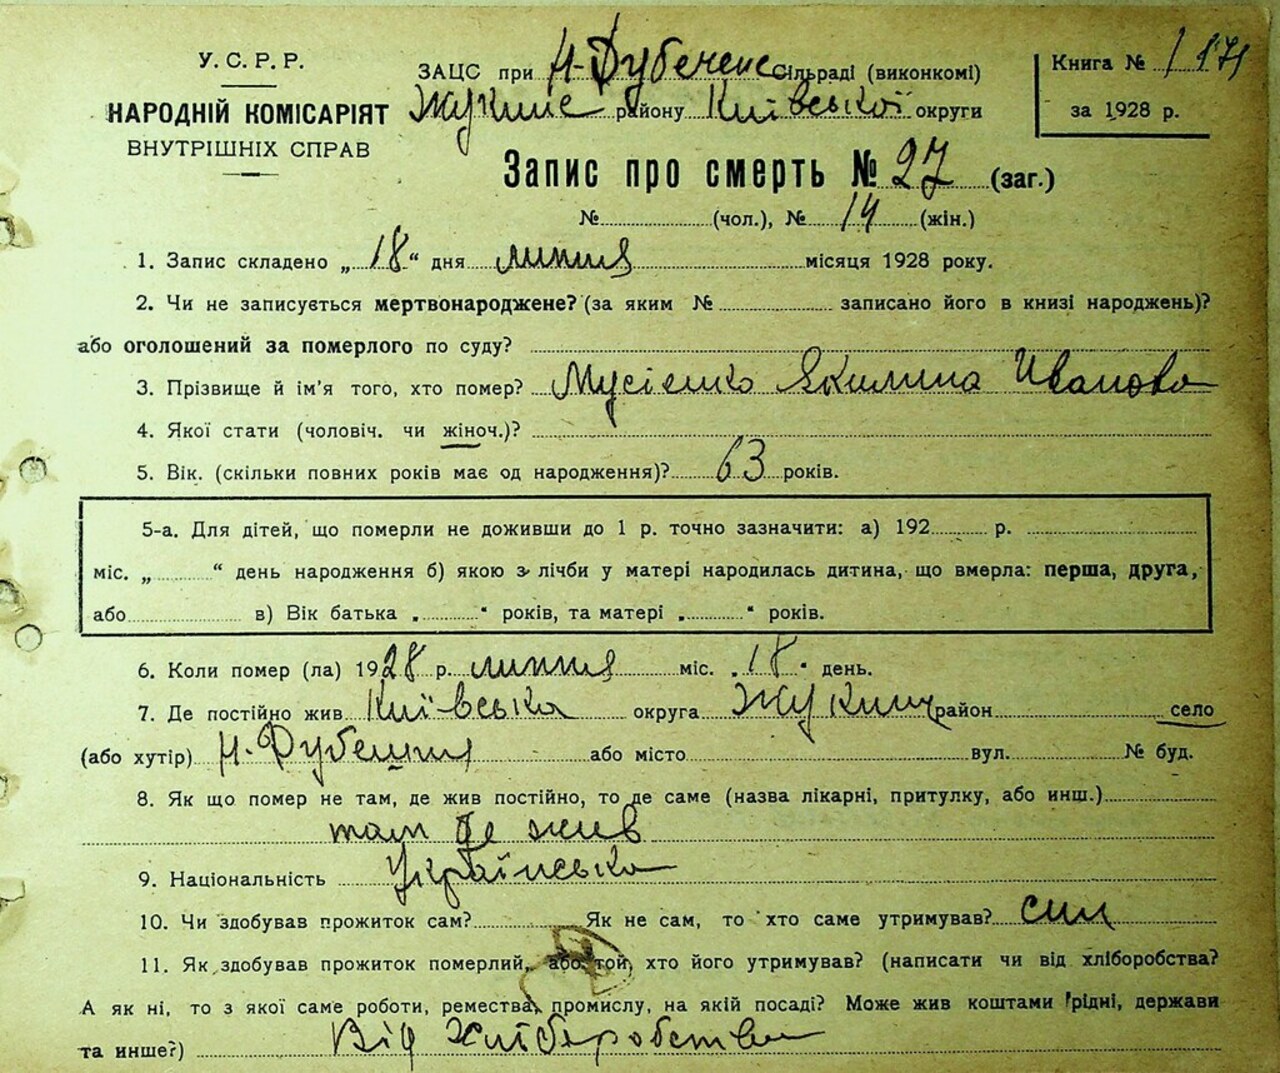 У.С.Р.Р.
НАРОДНІЙ КОМІСАРІЯТ
ВНУТРІШНІХ СПРАВ
ЗАЦС при Н-Дубеченс Сільраді (виконкомі)
Жукинс району Київської округи
Книга № 1
за 1928 р.
Запис про смерть № 27 (заг.)
№ (чол.), № 14 (жін.)
1. Запис складено „18“ дня липня місяця 1928 року.
2. Чи не записується мертвонароджене? (за яким № записано його в книзі народжень)?
або оголошений за померлого по суду?
3. Прізвище й ім’я того, хто помер? Мусієнко Якилина Иванова
4. Якої стати (чоловіч. чи жіноч.)?
5. Вік. (скільки повних років має од народження)? 63 років.
5-а. Для дітей, що померли не доживши до 1 р. точно зазначити: а) 192 р.
міс. „ “ день народження б) якою з лічби у матері народилась дитина, що вмерла: перша, друга,
або в) Вік батька „ “ років, та матері „ “ років.
6. Коли помер (ла) 1928 р. липня міс. „18“ день.
7. Де постійно жив Київська округа Жукин район село
(або хутір) Н. Дубешня або місто вул. № буд.
8. Як що помер не там, де жив постійно, то де саме (назва лікарні, притулку, або инш.)
там де жив
9. Національність Українська
10. Чи здобував прожиток сам? Як не сам, то хто саме утримував? син
11. Як здобував прожиток померлий, або той, хто його утримував? (написати чи від хліборобства?
А як ні, то з якої саме роботи, ремества, промислу, на якій посаді? Може жив коштами рідні, держави
та инше?) Від Хліборобства